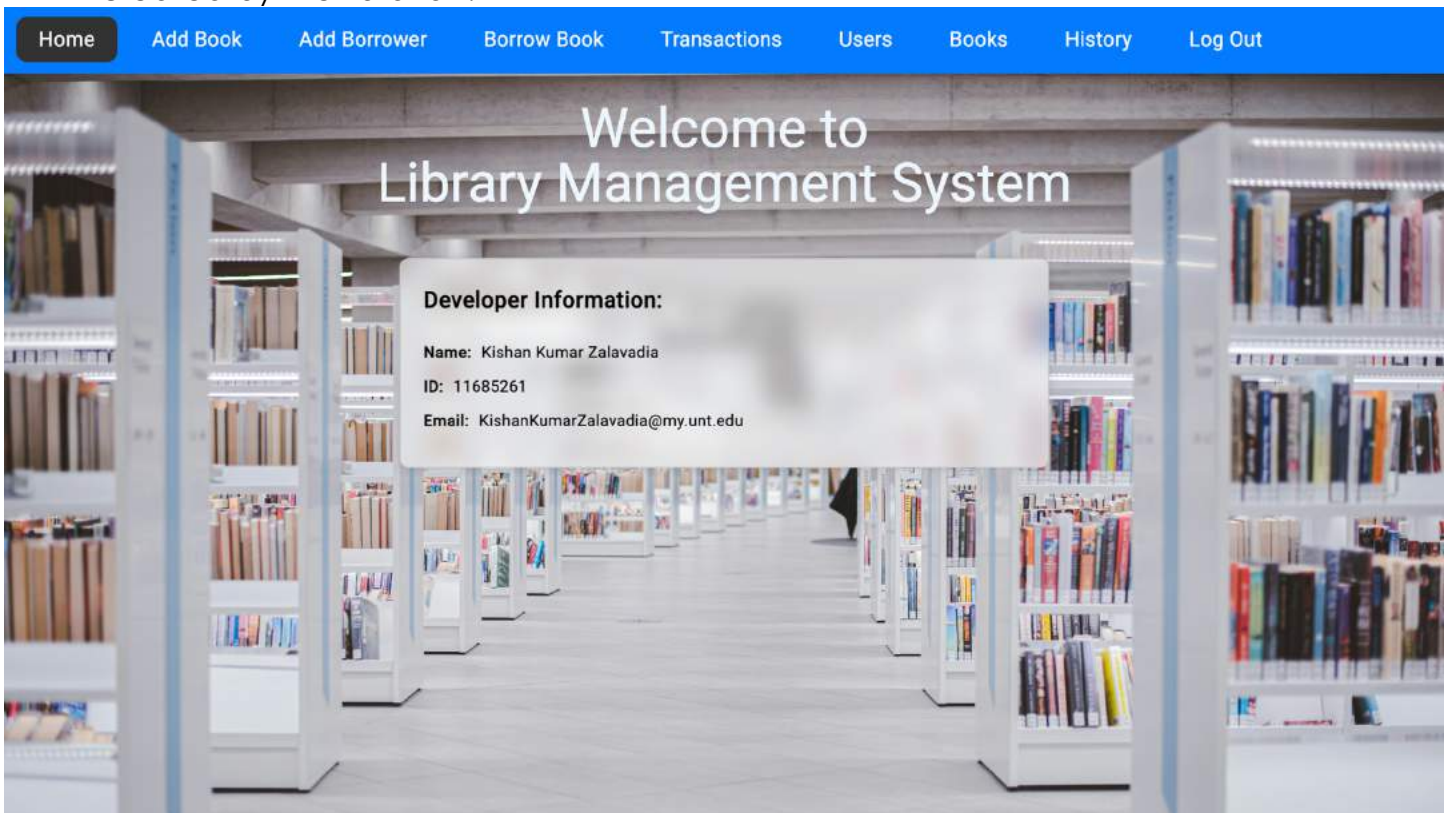 Home Add Book Add Borrower Borrow Book Transactions Users Books History Log Out
Welcome to
Library Management System
Developer Information:
Name: Kishan Kumar Zalavadia
ID: 11685261
Email: KishanKumarZalavadia@my.unt.edu